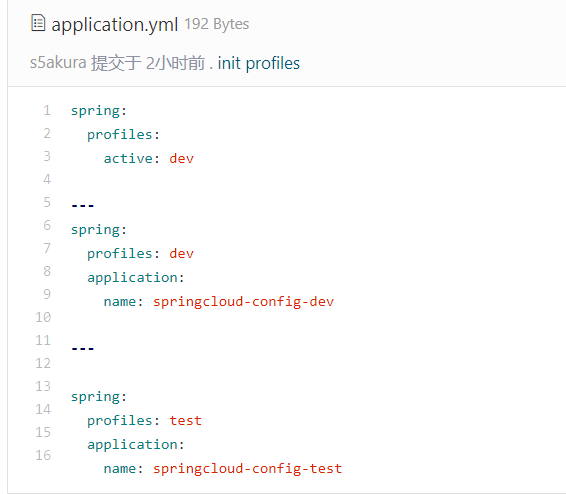 application.yml 192 Bytes
s5akura 提交于 2小时前 . init profiles
1 spring:
2   profiles:
3     active: dev
4
5 ---
6 spring:
7   profiles: dev
8   application:
9     name: springcloud-config-dev
10
11 ---
12
13 spring:
14   profiles: test
15   application:
16     name: springcloud-config-test